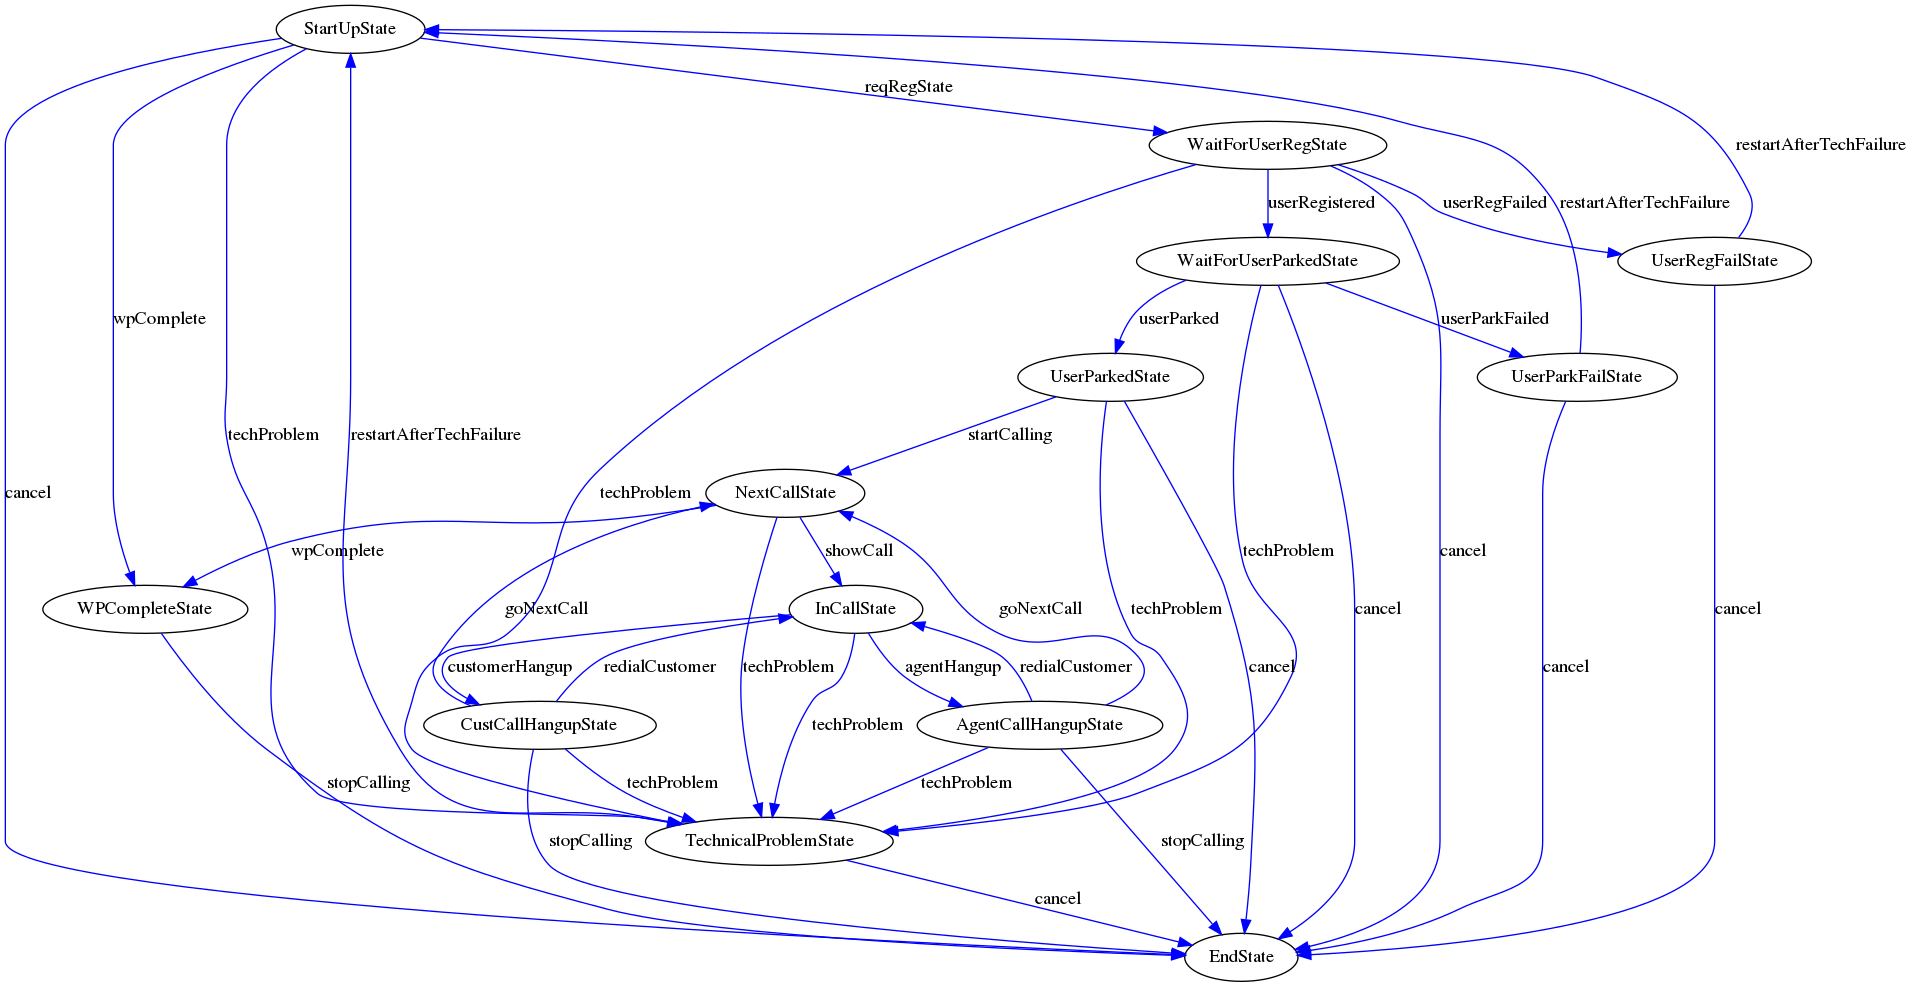 StartUpState
reqRegState
WaitForUserRegState
restartAfterTechFailure
userRegistered
userRegFailed
restartAfterTechFailure
WaitForUserParkedState
UserRegFailState
wpComplete
userParked
userParkFailed
UserParkedState
UserParkFailState
techProblem
restartAfterTechFailure
startCalling
cancel
techProblem
NextCallState
wpComplete
showCall
techProblem
cancel
WPCompleteState
goNextCall
InCallState
goNextCall
techProblem
cancel
cancel
customerHangup
redialCustomer
techProblem
agentHangup
redialCustomer
cancel
cancel
CustCallHangupState
techProblem
AgentCallHangupState
stopCalling
techProblem
techProblem
stopCalling
TechnicalProblemState
stopCalling
cancel
EndState